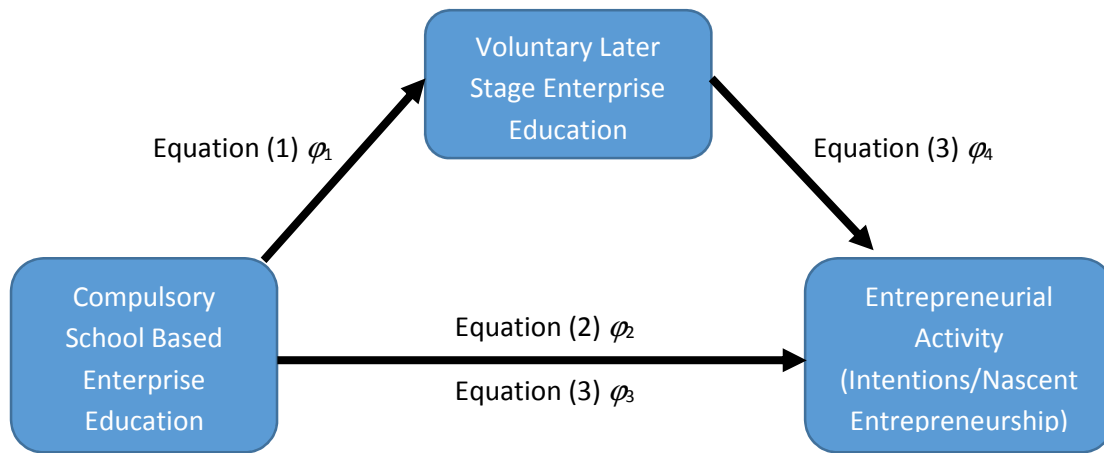 Voluntary Later
Stage Enterprise
Education
Equation (1) φ₁
Equation (3) φ₄
Compulsory
School Based
Enterprise
Education
Equation (2) φ₂
Equation (3) φ₃
Entrepreneurial
Activity
(Intentions/Nascent
Entrepreneurship)